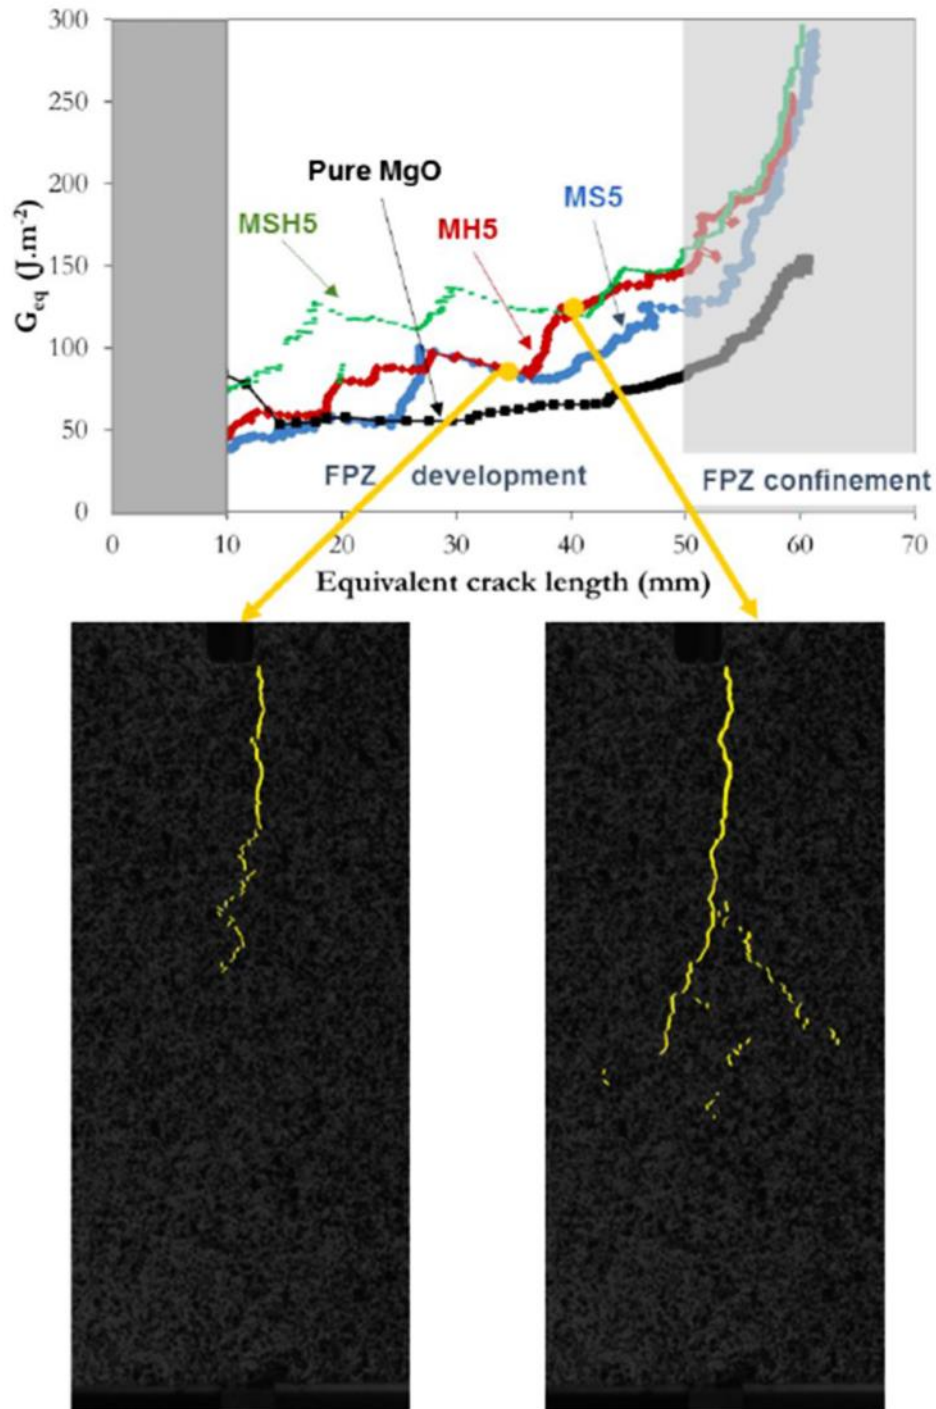 300
250
200
150
100
50
0
G_eq (J.m⁻²)
Pure MgO
MSH5
MH5
MS5
FPZ development
FPZ confinement
0 10 20 30 40 50 60 70
Equivalent crack length (mm)